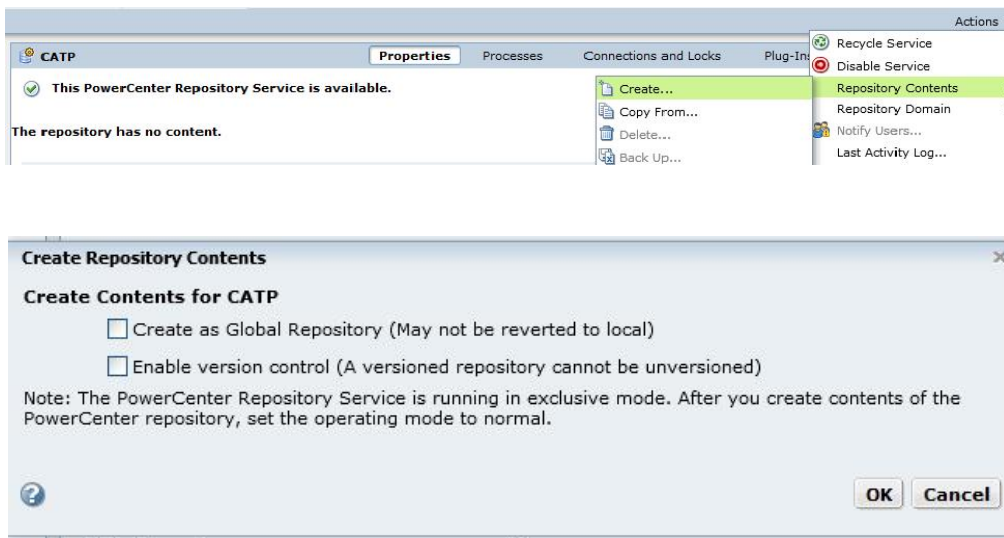 Actions
CATP Properties Processes Connections and Locks Plug-In
Recycle Service
Disable Service
This PowerCenter Repository Service is available.
Create...
Repository Contents
Copy From...
Repository Domain
The repository has no content.
Delete...
Notify Users...
Back Up...
Last Activity Log...
Create Repository Contents
Create Contents for CATP
Create as Global Repository (May not be reverted to local)
Enable version control (A versioned repository cannot be unversioned)
Note: The PowerCenter Repository Service is running in exclusive mode. After you create contents of the
PowerCenter repository, set the operating mode to normal.
OK Cancel